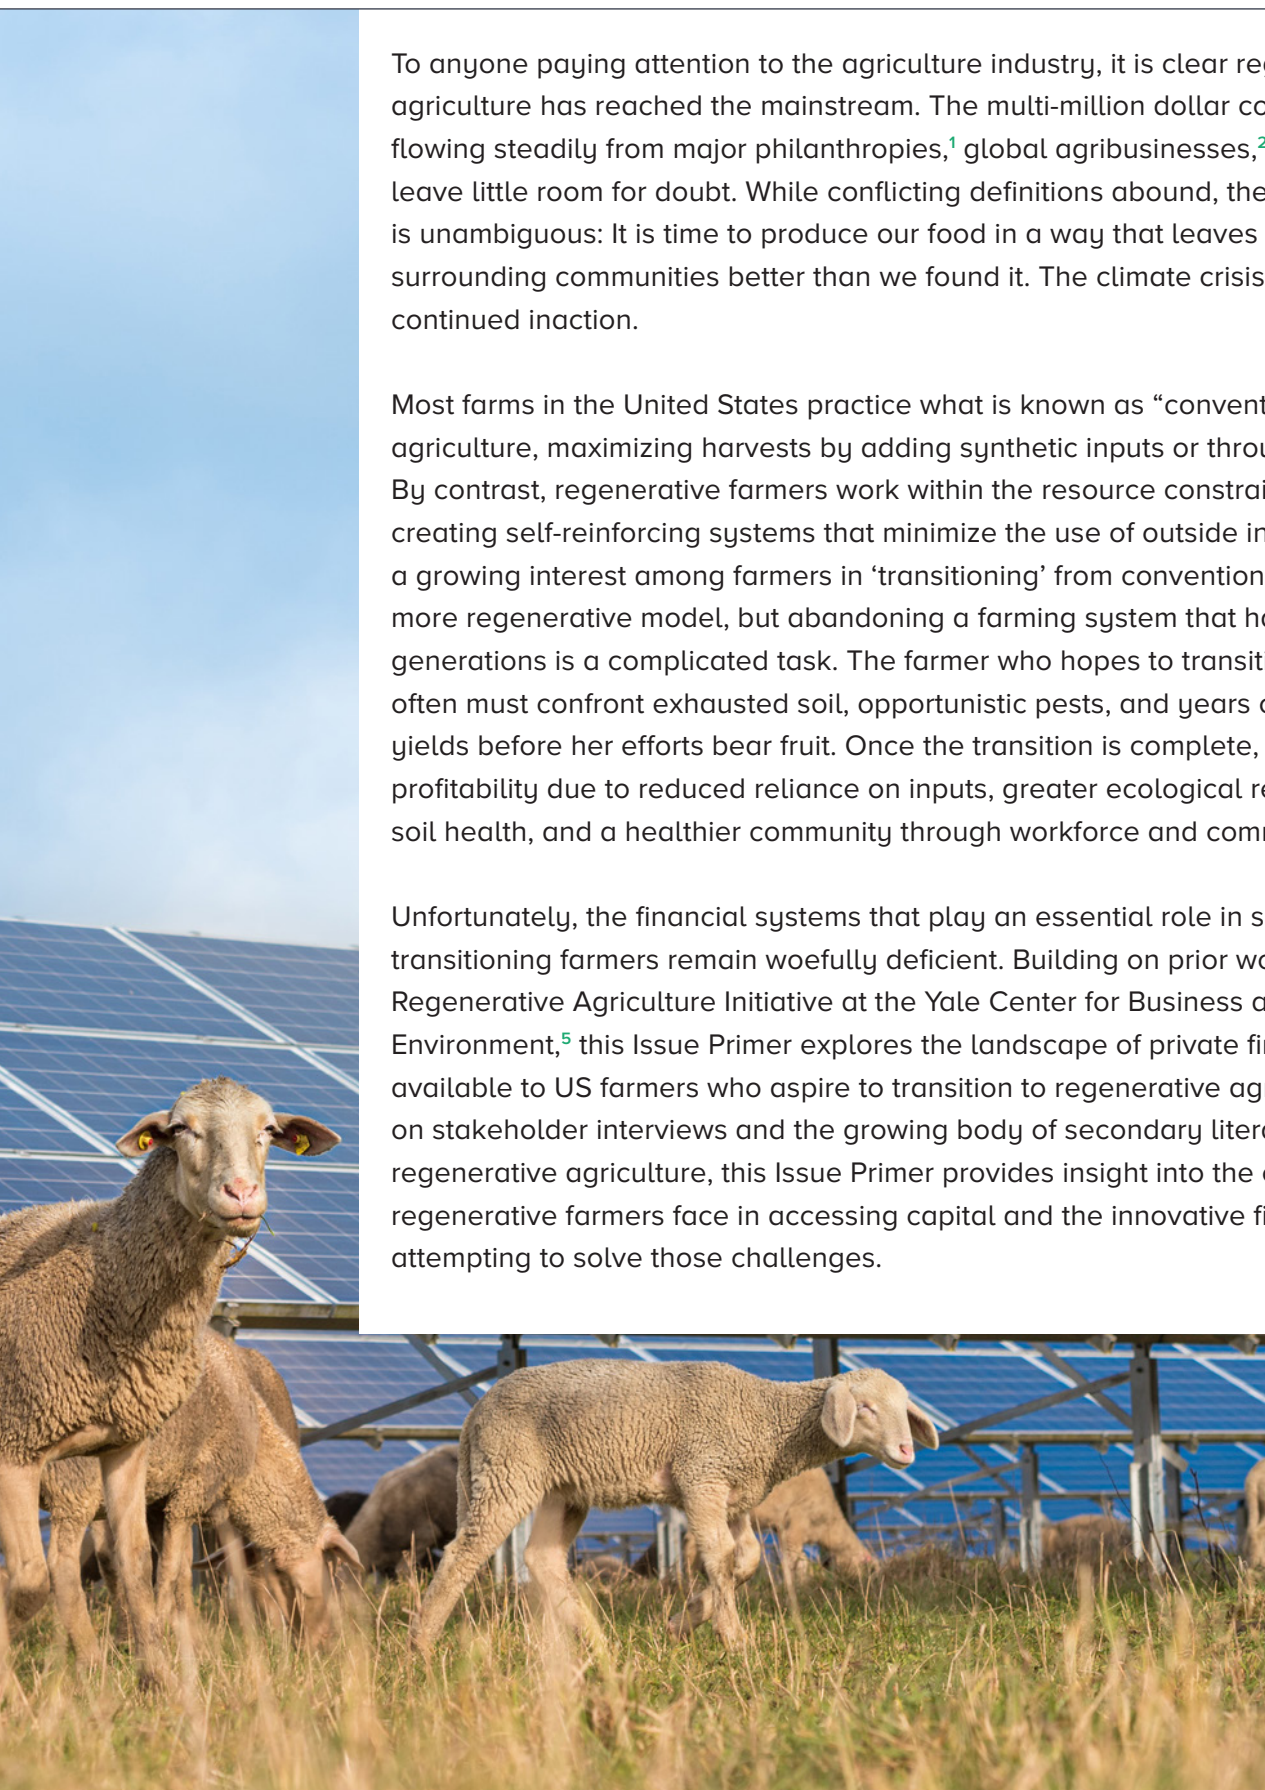 To anyone paying attention to the agriculture industry, it is clear
agriculture has reached the mainstream. The multi-million dollar
flowing steadily from major philanthropies,1 global agribusinesses,2
leave little room for doubt. While conflicting definitions abound, the
is unambiguous: It is time to produce our food in a way that leaves
surrounding communities better than we found it. The climate crisis
continued inaction.
Most farms in the United States practice what is known as “
agriculture, maximizing harvests by adding synthetic inputs or
By contrast, regenerative farmers work within the resource
creating self-reinforcing systems that minimize the use of outside
a growing interest among farmers in ‘transitioning’ from
more regenerative model, but abandoning a farming system that
generations is a complicated task. The farmer who hopes to
often must confront exhausted soil, opportunistic pests, and years
yields before her efforts bear fruit. Once the transition is complete,
profitability due to reduced reliance on inputs, greater ecological
soil health, and a healthier community through workforce and
Unfortunately, the financial systems that play an essential role in
transitioning farmers remain woefully deficient. Building on prior
Regenerative Agriculture Initiative at the Yale Center for Business
Environment,5 this Issue Primer explores the landscape of private
available to US farmers who aspire to transition to regenerative
on stakeholder interviews and the growing body of secondary
regenerative agriculture, this Issue Primer provides insight into the
regenerative farmers face in accessing capital and the innovative
attempting to solve those challenges.